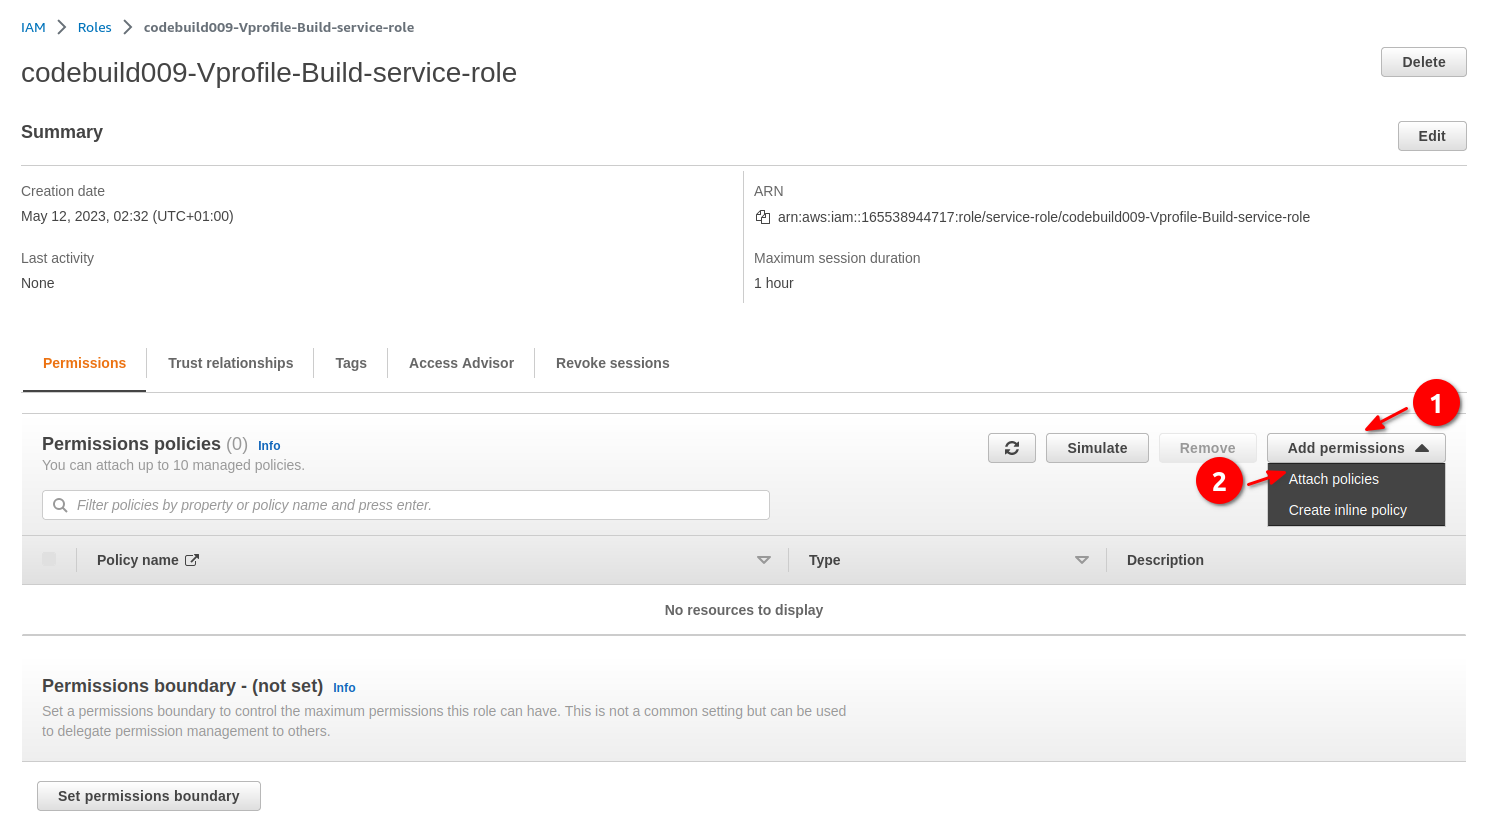 IAM > Roles > codebuild009-Vprofile-Build-service-role
codebuild009-Vprofile-Build-service-role
Delete
Summary
Edit
Creation date
May 12, 2023, 02:32 (UTC+01:00)
ARN
arn:aws:iam::165538944717:role/service-role/codebuild009-Vprofile-Build-service-role
Last activity
None
Maximum session duration
1 hour
Permissions
Trust relationships
Tags
Access Advisor
Revoke sessions
1
Permissions policies (0) Info
You can attach up to 10 managed policies.
Simulate
Remove
Add permissions
2
Attach policies
Create inline policy
Filter policies by property or policy name and press enter.
Policy name
Type
Description
No resources to display
Permissions boundary - (not set) Info
Set a permissions boundary to control the maximum permissions this role can have. This is not a common setting but can be used
to delegate permission management to others.
Set permissions boundary